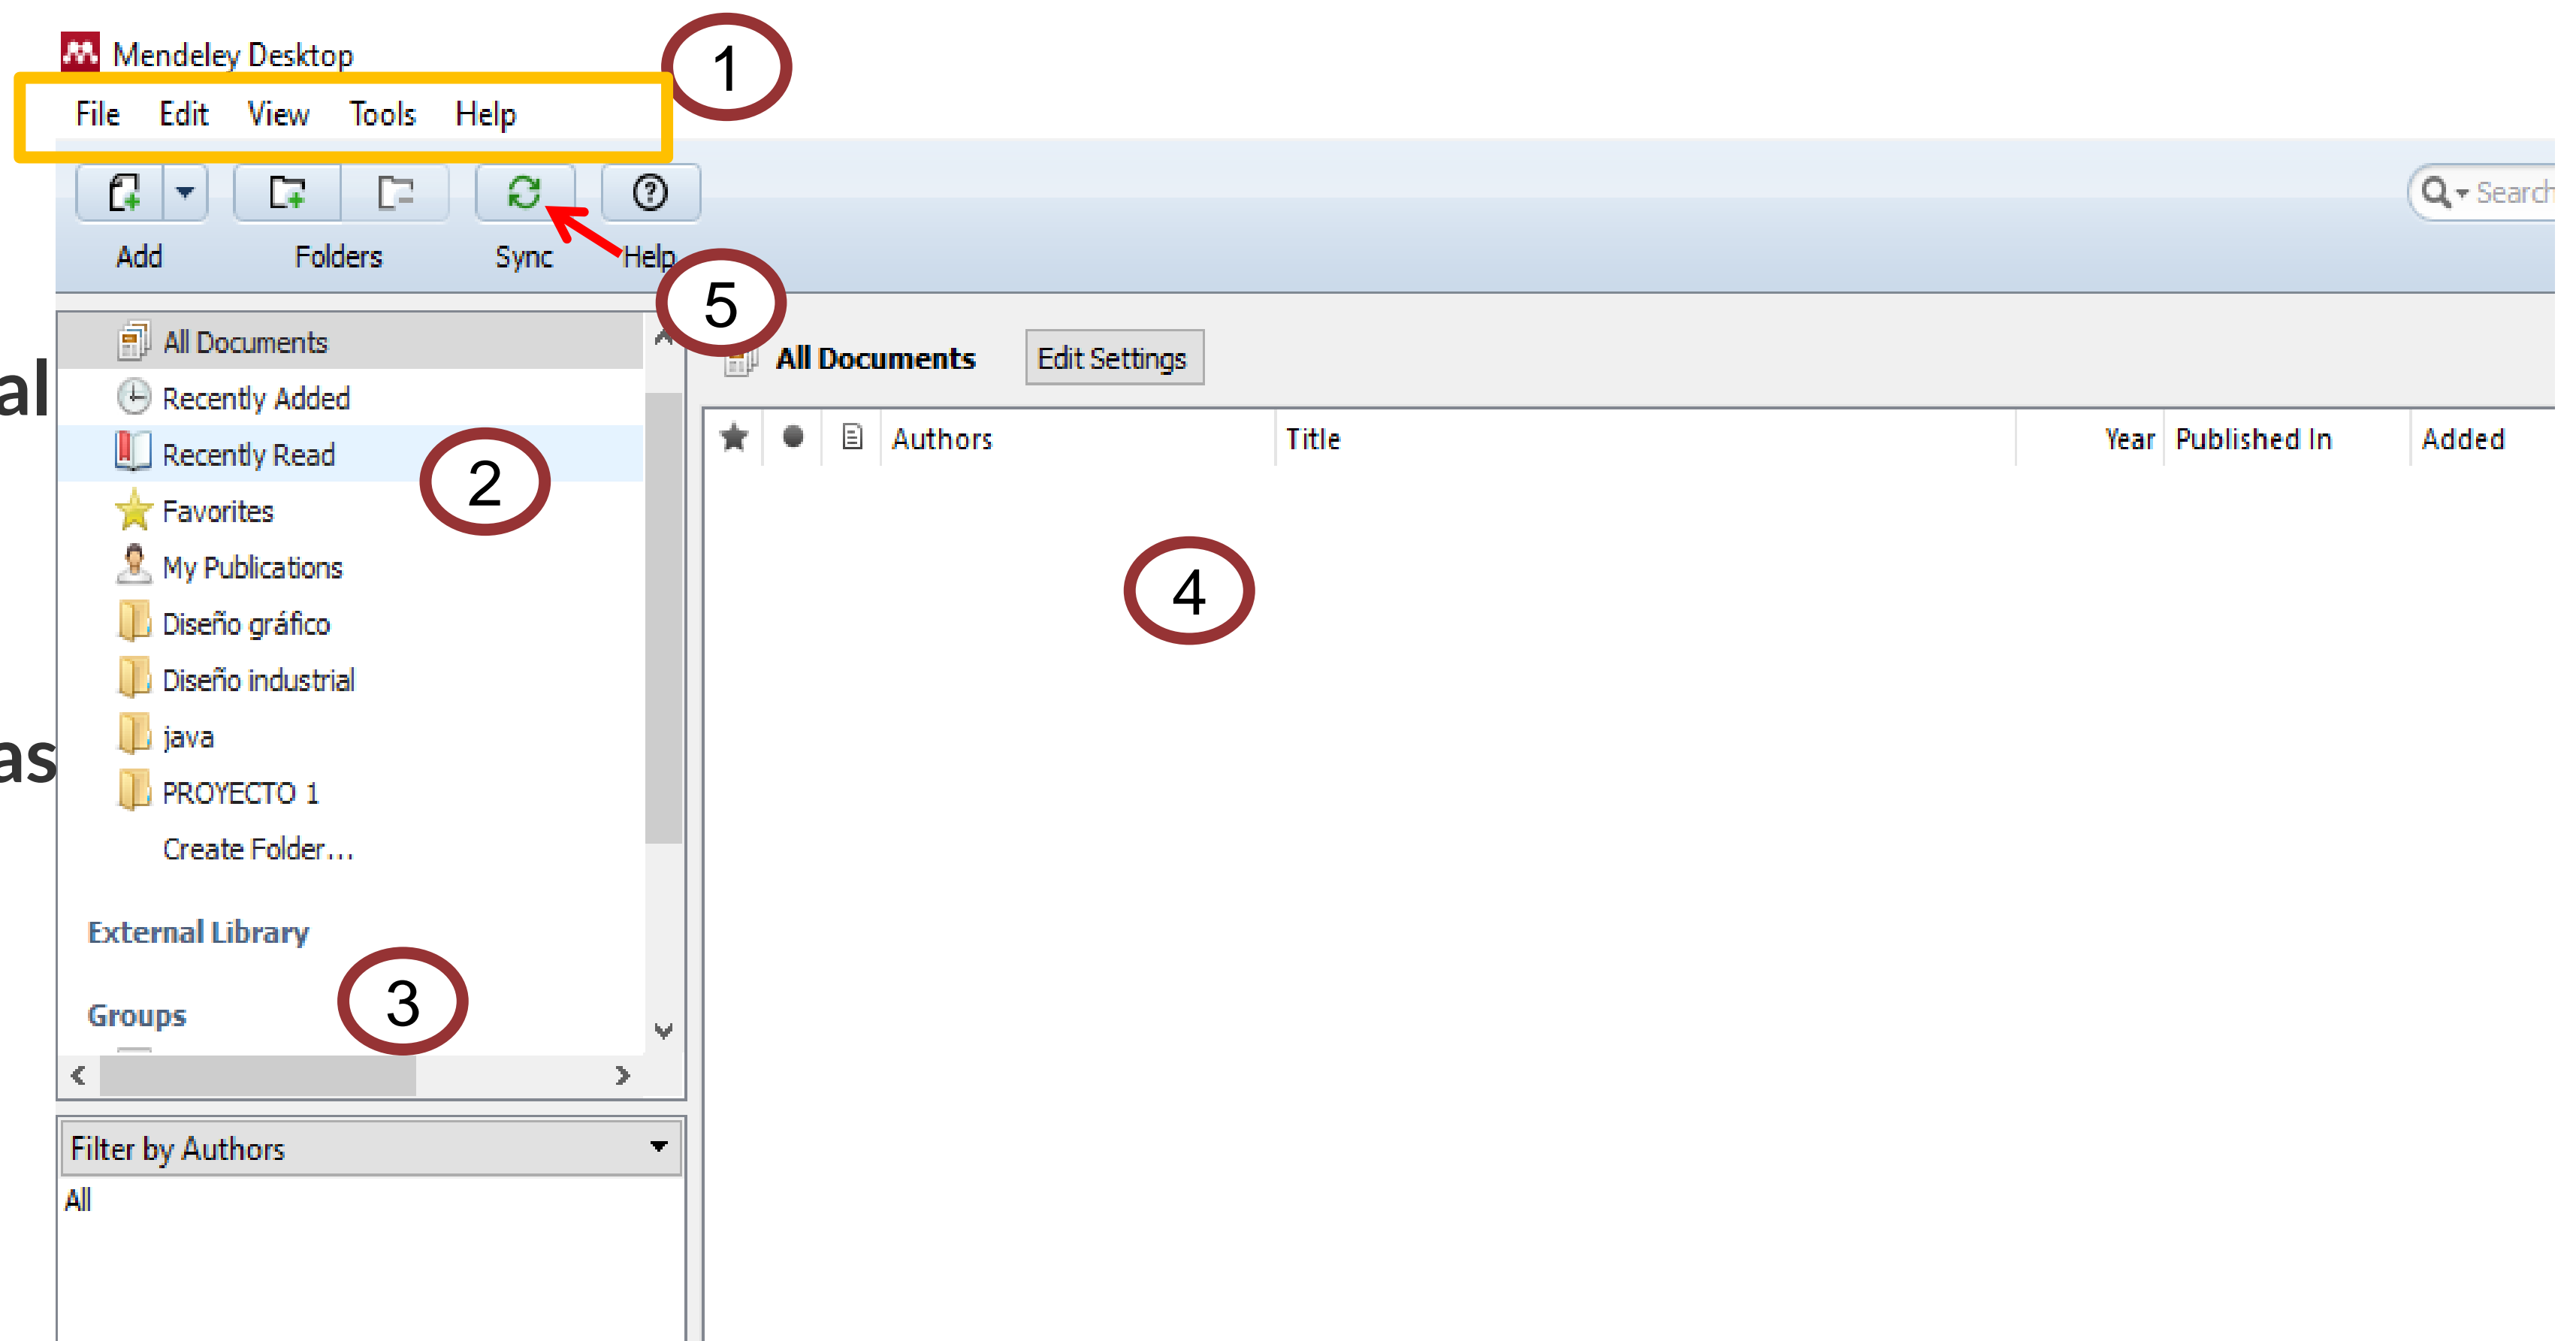 Mendeley Desktop
1
File Edit View Tools Help
Search
Add Folders Sync Help
5
All Documents
Recently Added
Recently Read
2
Favorites
My Publications
Diseño gráfico
Diseño industrial
java
PROYECTO 1
Create Folder...
External Library
3
Groups
Filter by Authors
All
All Documents Edit Settings
Authors Title Year Published In Added
4
al
as